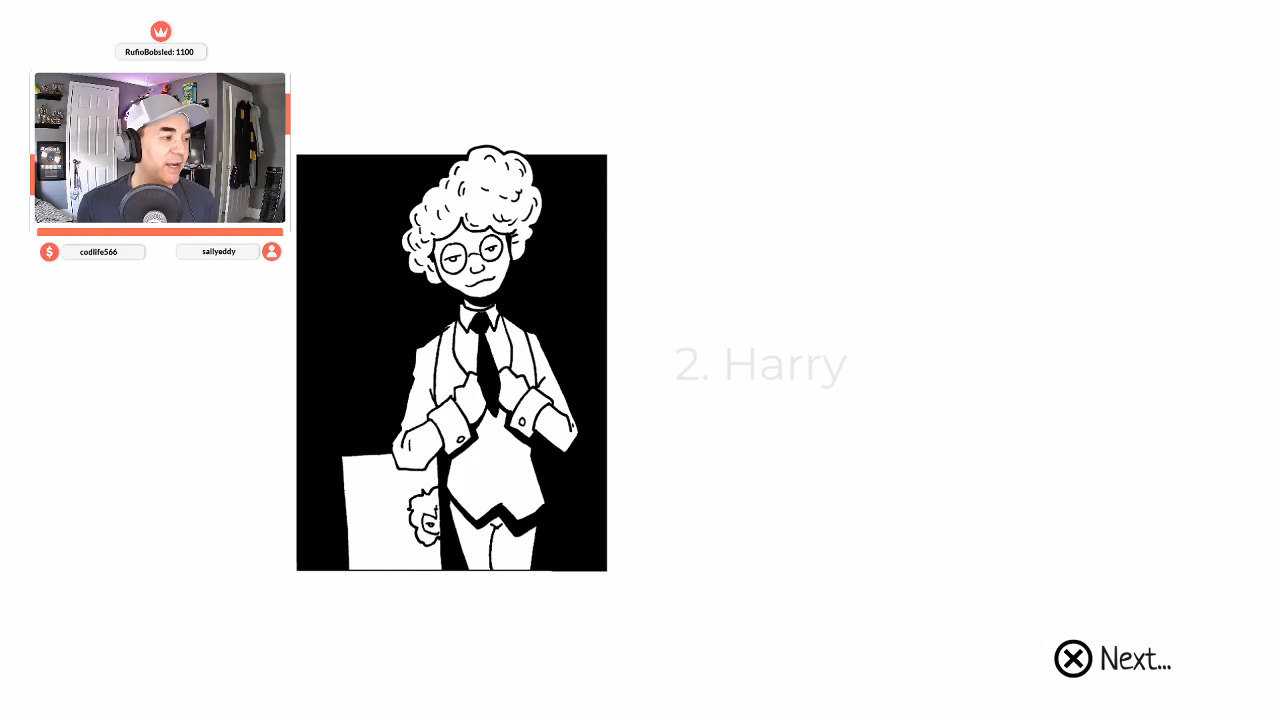 RufioBobsled: 1100
codlife566
sallyeddy
2. Harry
Next...